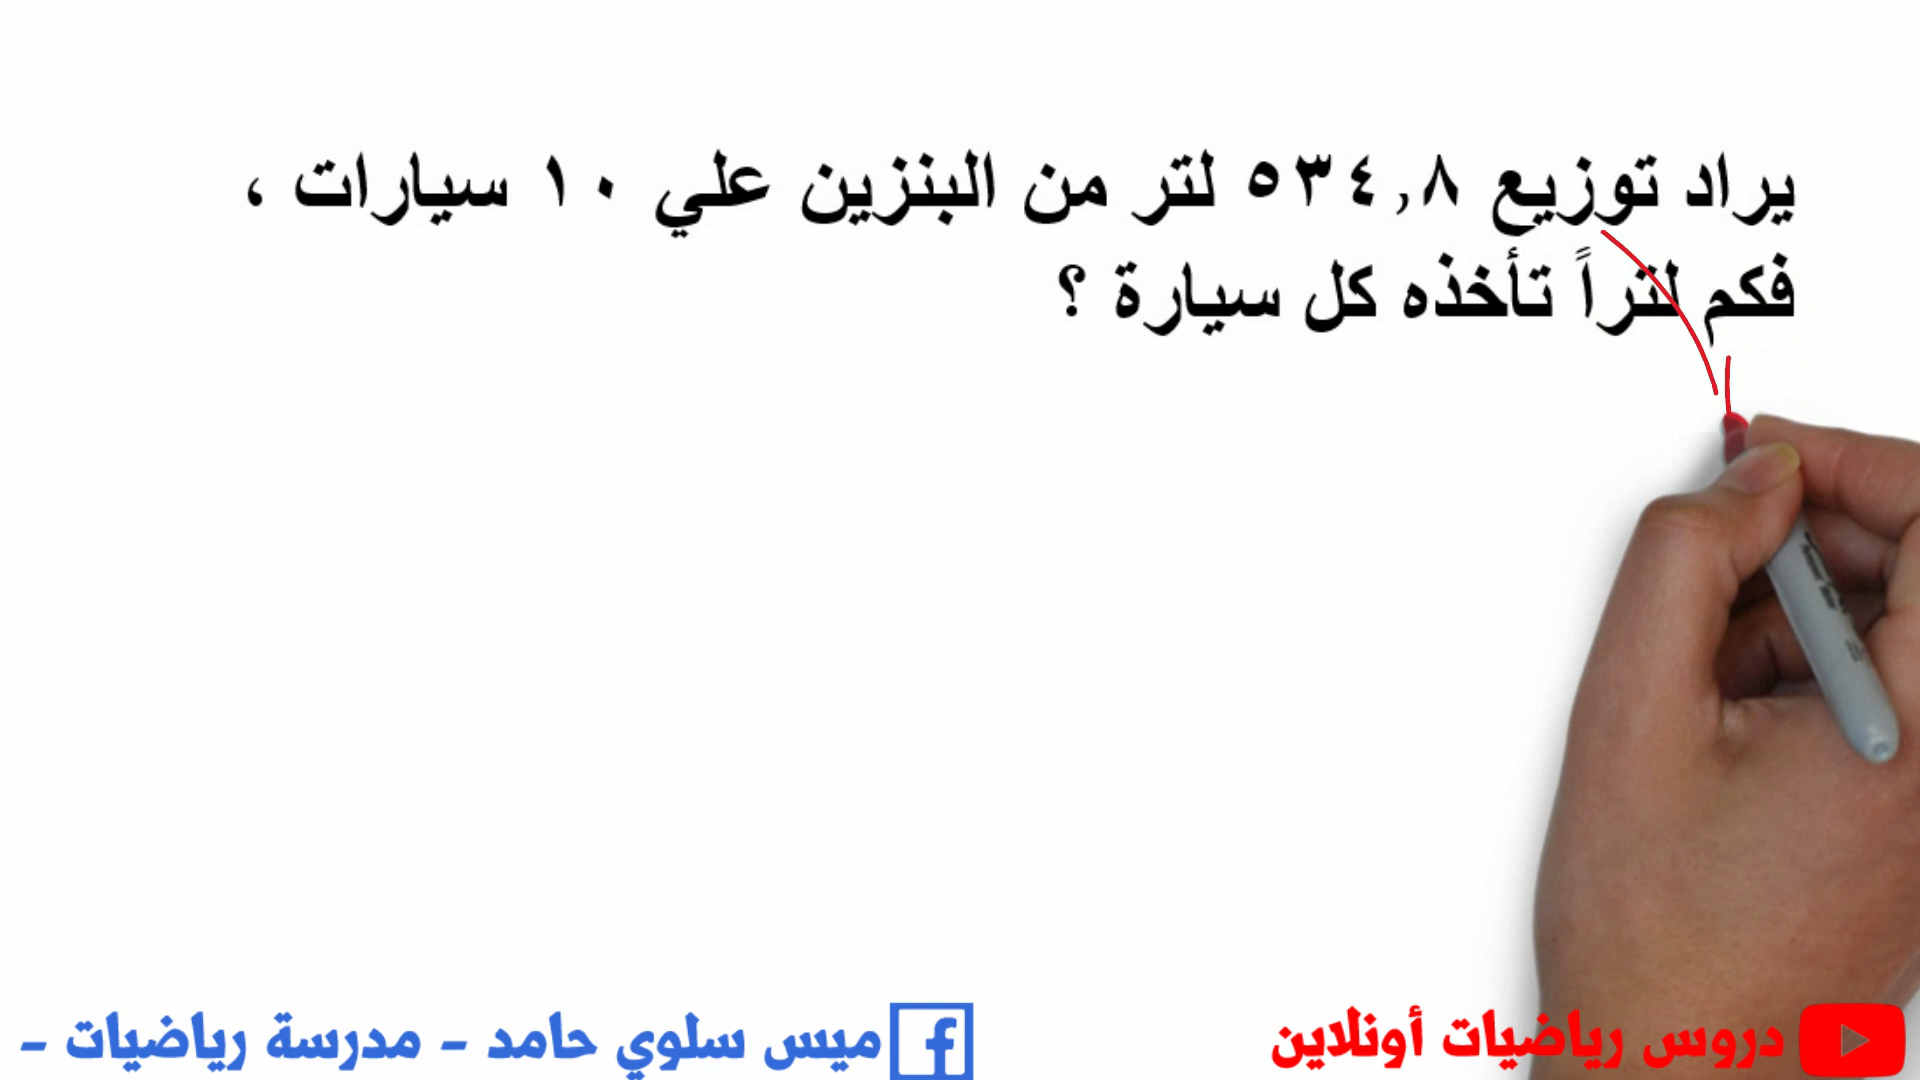 يراد توزيع ٥٣٤,٨ لتر من البنزين علي ١٠ سيارات ،
فكم لتراً تأخذه كل سيارة ؟
دروس رياضيات أونلاين
ميس سلوي حامد - مدرسة رياضيات -